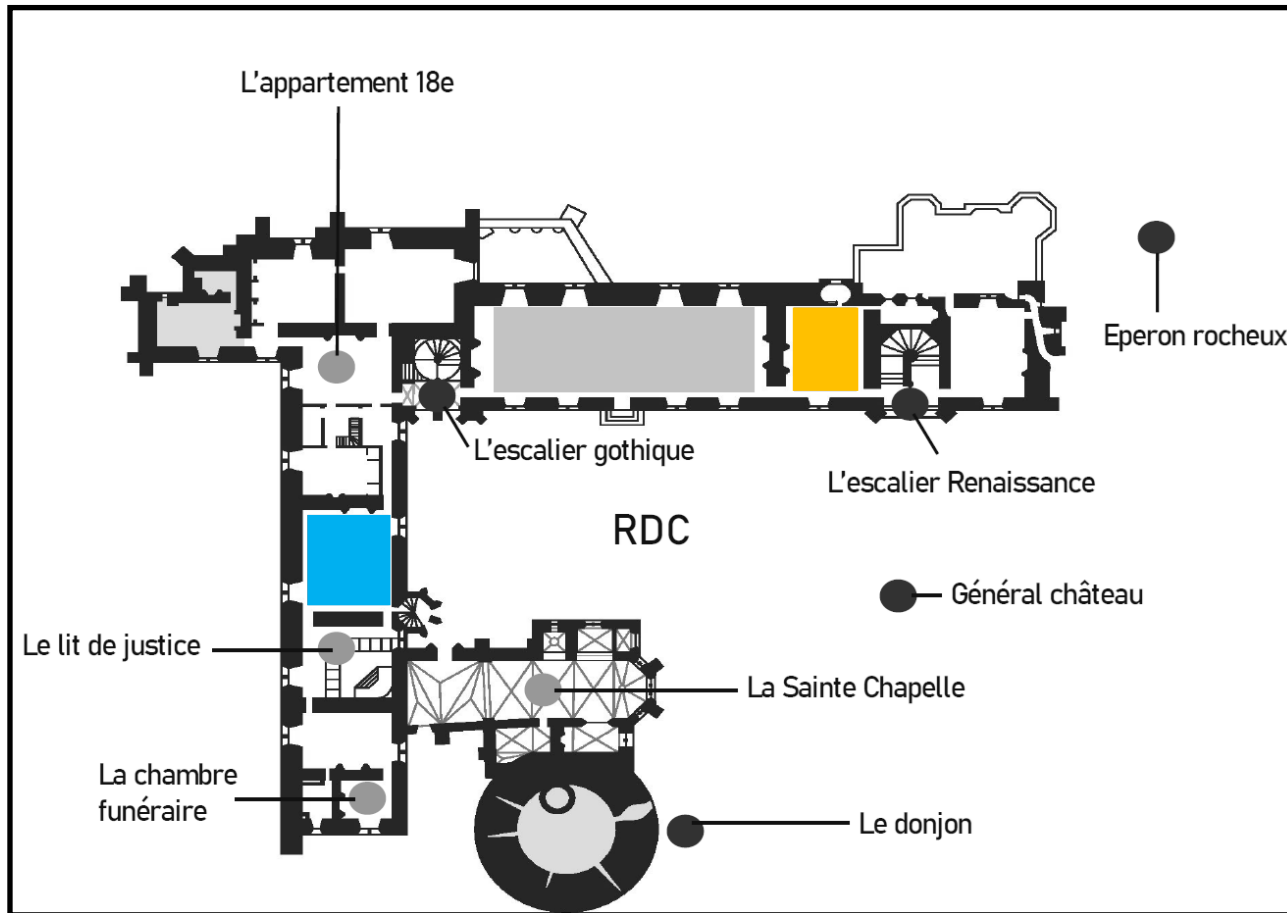 L'appartement 18e
Eperon rocheux
L'escalier gothique
L'escalier Renaissance
RDC
Général château
Le lit de justice
La Sainte Chapelle
La chambre
funéraire
Le donjon